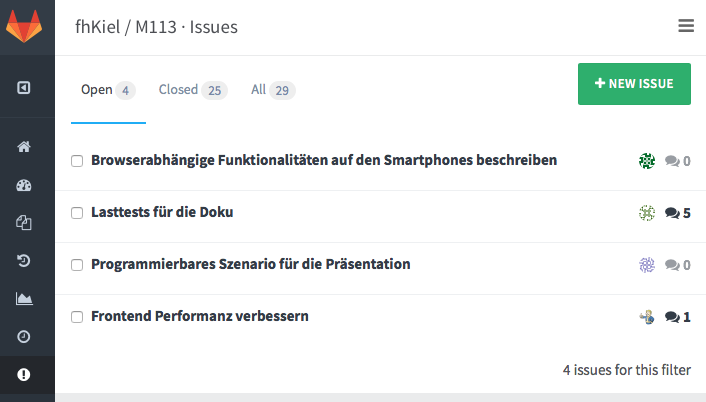 fhKiel / M113 · Issues
Open 4 Closed 25 All 29
+ NEW ISSUE
Browserabhängige Funktionalitäten auf den Smartphones beschreiben 0
Lasttests für die Doku 5
Programmierbares Szenario für die Präsentation 0
Frontend Performanz verbessern 1
4 issues for this filter